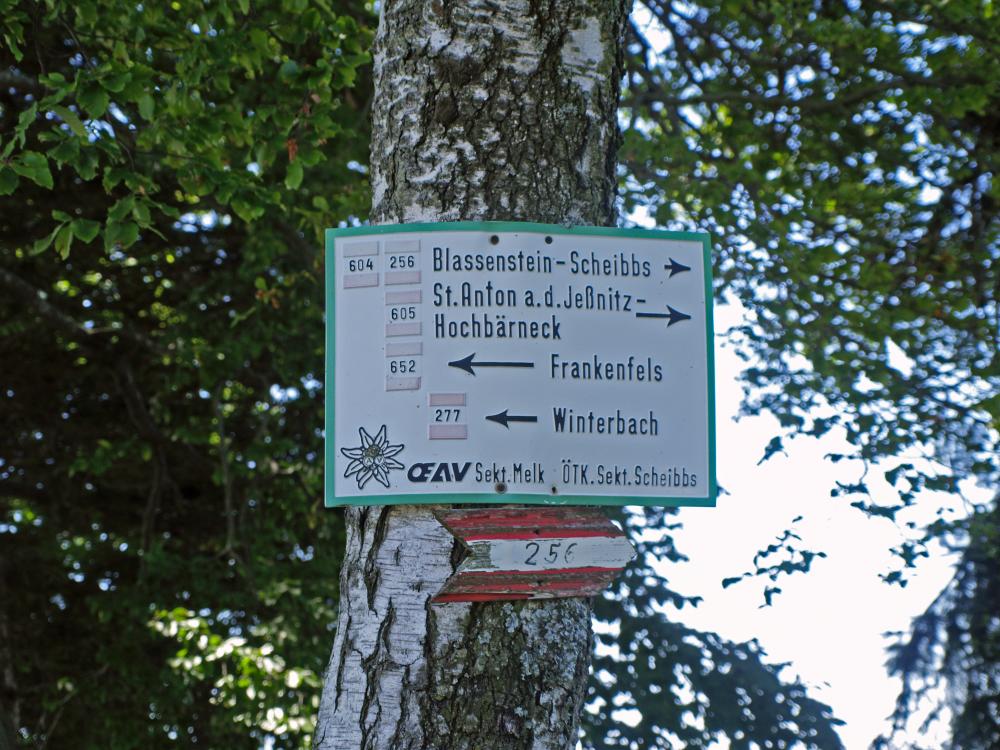 604 256 Blassenstein-Scheibbs
St.Anton a.d.Jeßnitz-
605
Hochbärneck
652 Frankenfels
277 Winterbach
ŒAV Sekt.Melk ÖTK.Sekt.Scheibbs
256